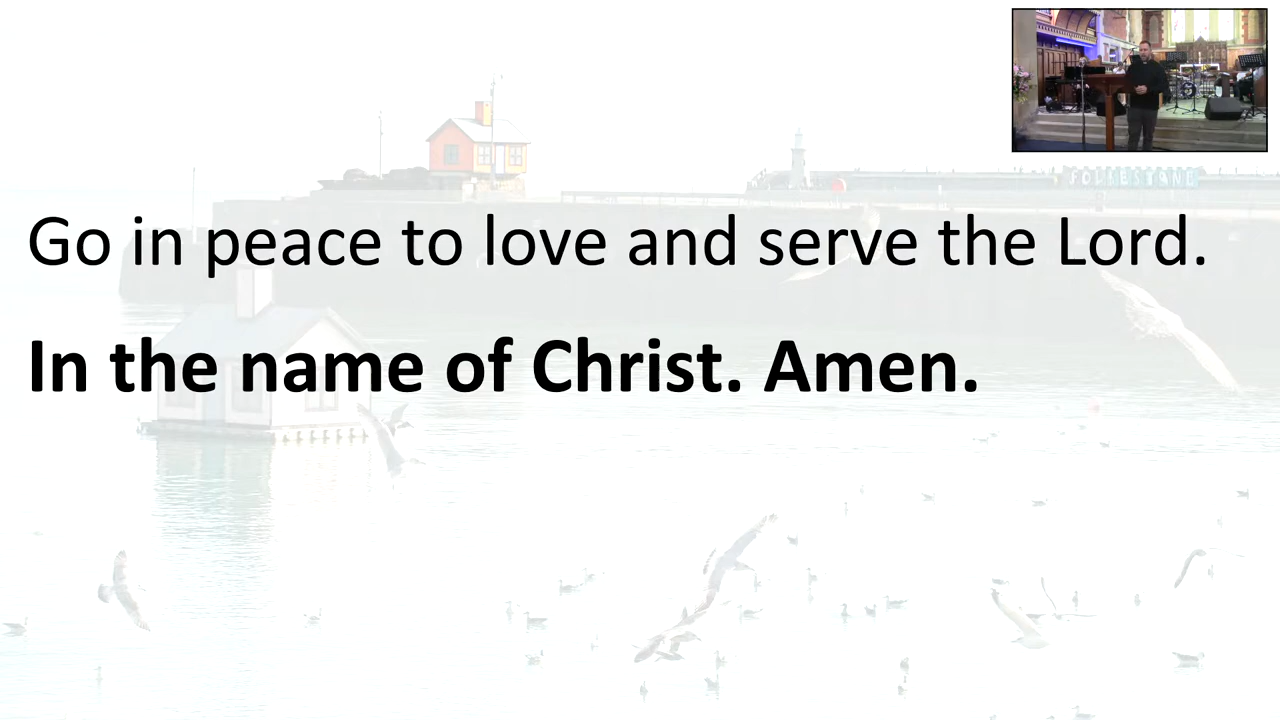 FOLKESTONE
Go in peace to love and serve the Lord.
In the name of Christ. Amen.